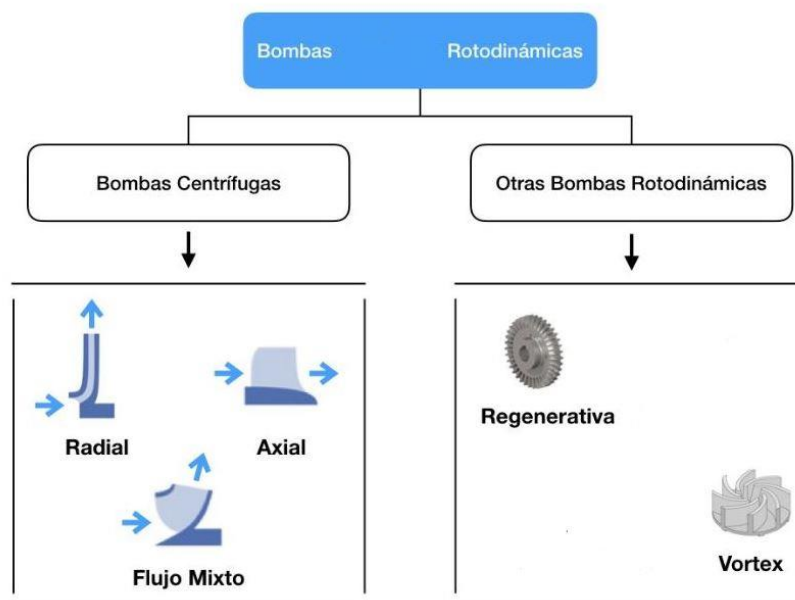 Bombas Rotodinámicas
Bombas Centrífugas
Otras Bombas Rotodinámicas
Radial
Axial
Flujo Mixto
Regenerativa
Vortex